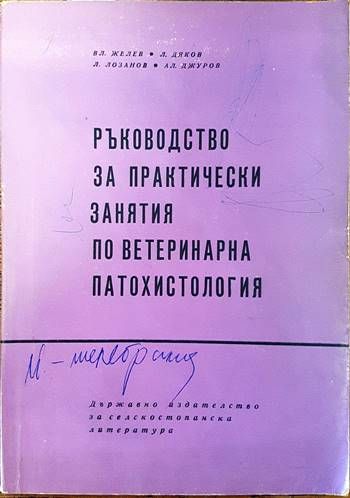 ВЛ. ЖЕЛЕВ • Л. ДЯКОВ
Л. ЛОЗАНОВ • АЛ. ДЖУРОВ
РЪКОВОДСТВО
ЗА ПРАКТИЧЕСКИ
ЗАНЯТИЯ
ПО ВЕТЕРИНАРНА
ПАТОХИСТОЛОГИЯ
Държавно издателство
за селскостопанска
литература